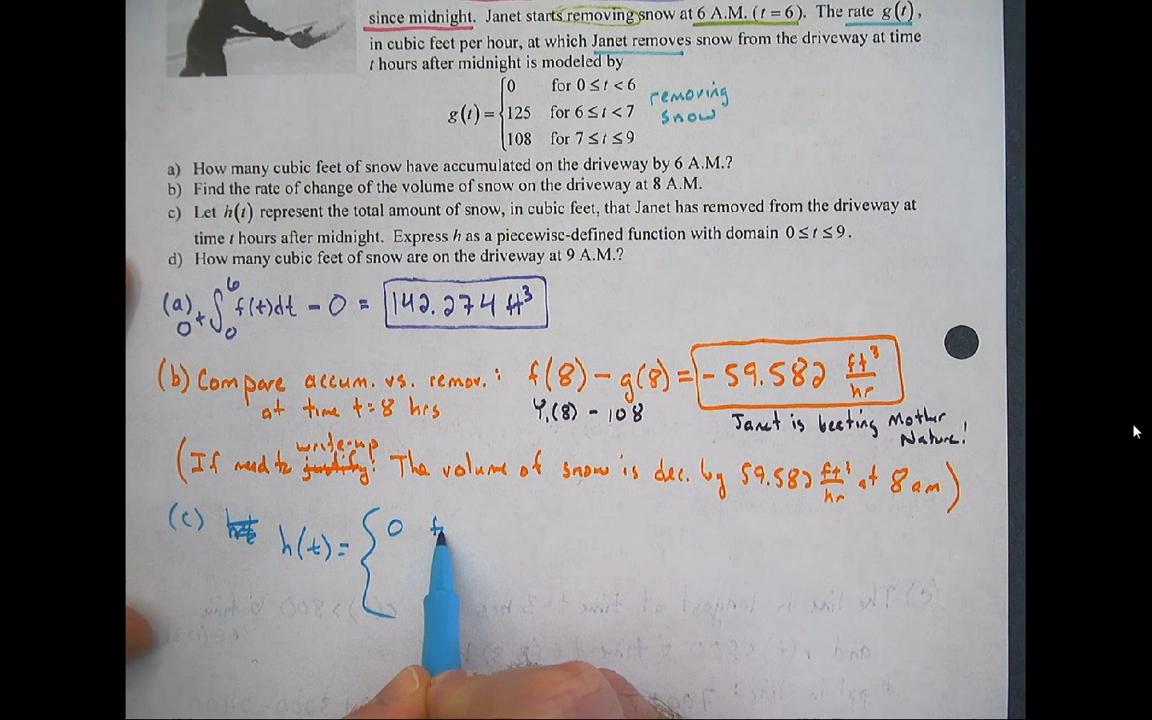 since midnight. Janet starts removing snow at 6 A.M. (t = 6). The rate g(t),
in cubic feet per hour, at which Janet removes snow from the driveway at time
t hours after midnight is modeled by
g(t) = { 0 for 0 ≤ t < 6
125 for 6 ≤ t < 7
108 for 7 ≤ t ≤ 9
removing
snow
a) How many cubic feet of snow have accumulated on the driveway by 6 A.M.?
b) Find the rate of change of the volume of snow on the driveway at 8 A.M.
c) Let h(t) represent the total amount of snow, in cubic feet, that Janet has removed from the driveway at
time t hours after midnight. Express h as a piecewise-defined function with domain 0 ≤ t ≤ 9.
d) How many cubic feet of snow are on the driveway at 9 A.M.?
(a) 0 + ∫₀⁶ f(t)dt - 0 = 142.274 ft³
(b) Compare accum. vs. remov. : f(8) - g(8) = -59.582 ft³/hr
at time t=8 hrs Y₁(8) - 108
Janet is beating Mother
Nature!
write-up
(If need to justify! The volume of snow is dec. by 59.582 ft³/hr at 8am)
(c) h(t) = { 0 f